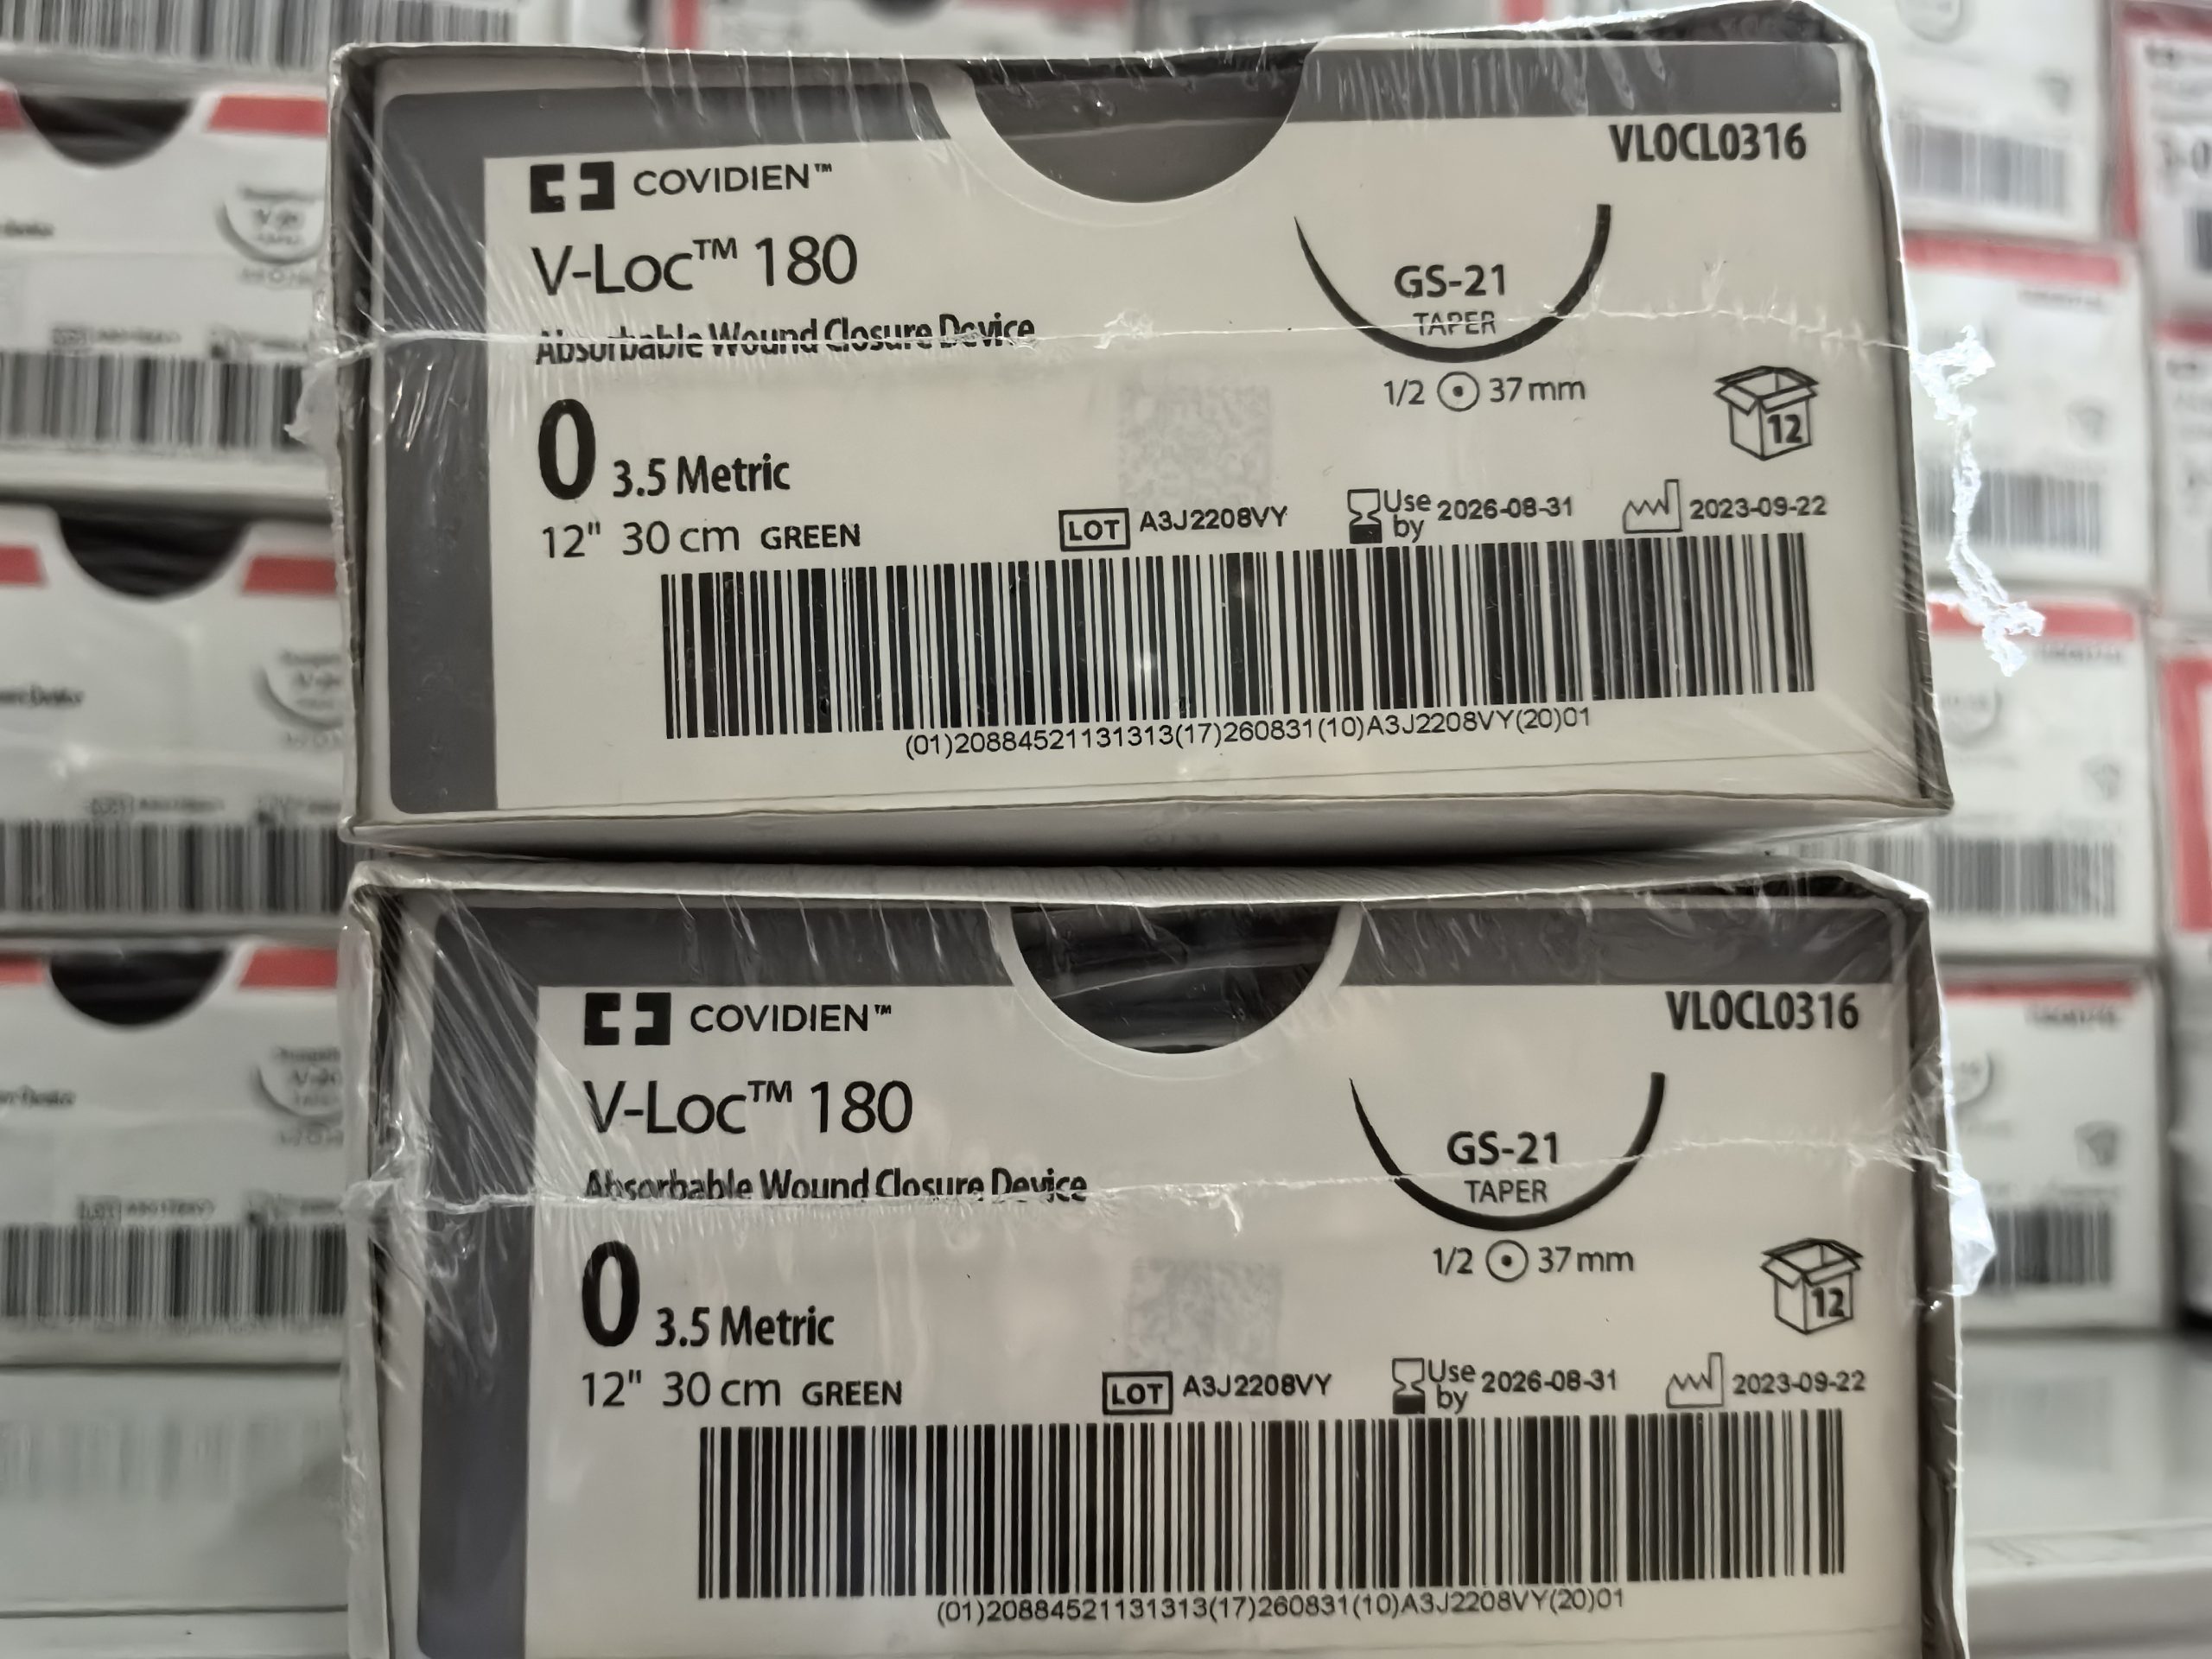 COVIDIEN™
VLOCL0316
V-Loc™ 180
GS-21
TAPER
Absorbable Wound Closure Device
1/2 37 mm
0 3.5 Metric
12
12" 30 cm GREEN
LOT A3J2208VY
Use by 2026-08-31
2023-09-22
(01)20884521131313(17)260831(10)A3J2208VY(20)01
COVIDIEN™
VLOCL0316
V-Loc™ 180
GS-21
TAPER
Absorbable Wound Closure Device
1/2 37 mm
0 3.5 Metric
12
12" 30 cm GREEN
LOT A3J2208VY
Use by 2026-08-31
2023-09-22
(01)20884521131313(17)260831(10)A3J2208VY(20)01